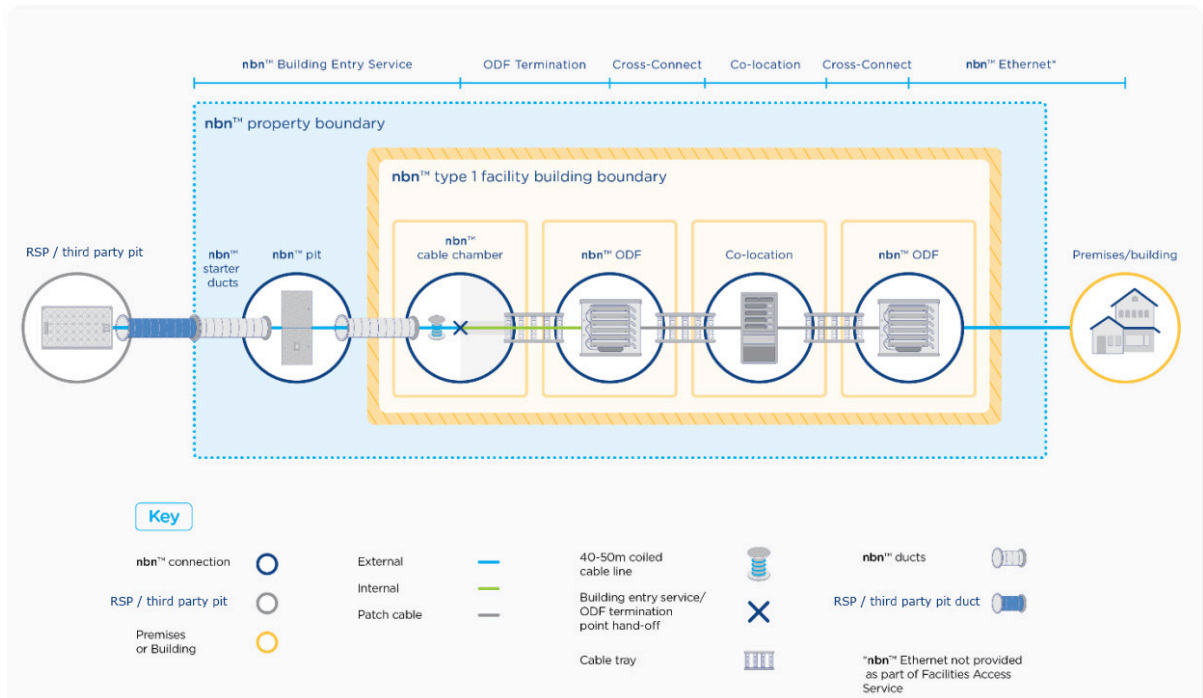 nbn™ Building Entry Service
ODF Termination
Cross-Connect
Co-location
Cross-Connect
nbn™ Ethernet*
nbn™ property boundary
nbn™ type 1 facility building boundary
RSP / third party pit
nbn™
starter
ducts
nbn™ pit
nbn™
cable chamber
nbn™ ODF
Co-location
nbn™ ODF
Premises/building
Key
nbn™ connection
RSP / third party pit
Premises
or Building
External
Internal
Patch cable
40-50m coiled
cable line
Building entry service/
ODF termination
point hand-off
Cable tray
nbn™ ducts
RSP / third party pit duct
*nbn™ Ethernet not provided
as part of Facilities Access
Service